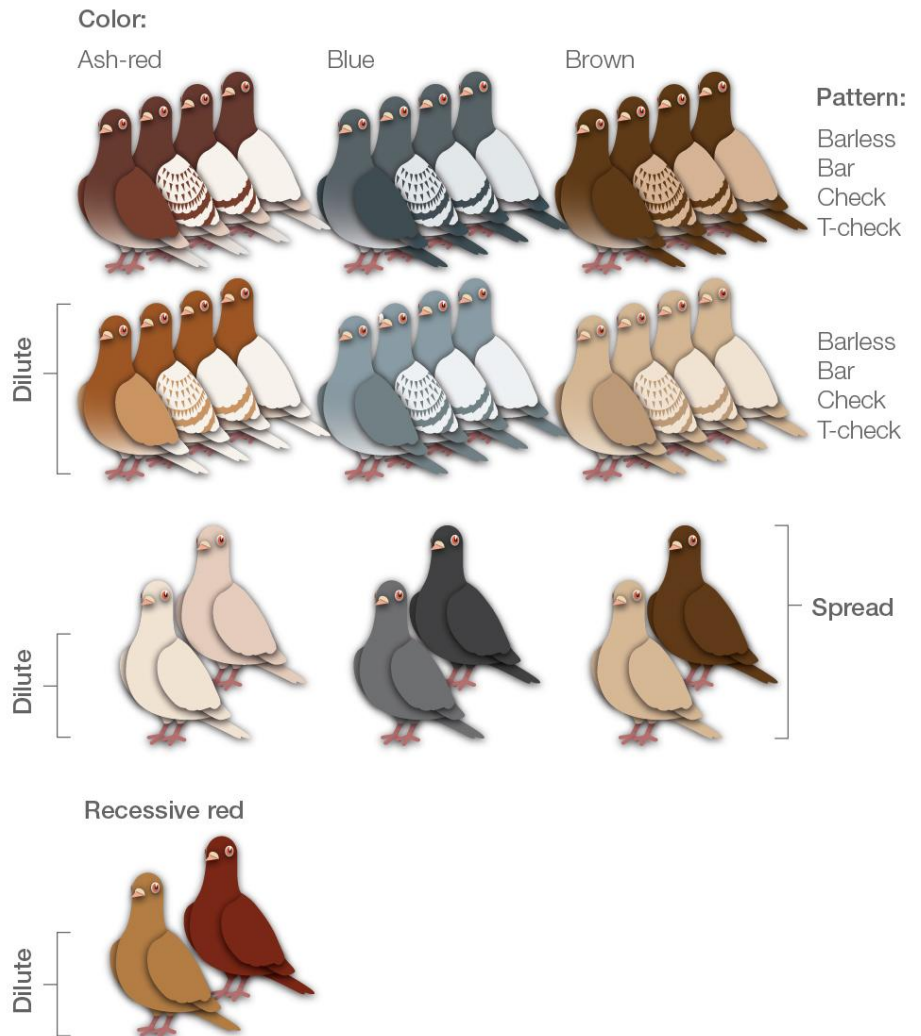 Color:
Ash-red
Blue
Brown
Pattern:
Barless
Bar
Check
T-check
Dilute
Barless
Bar
Check
T-check
Dilute
Spread
Recessive red
Dilute